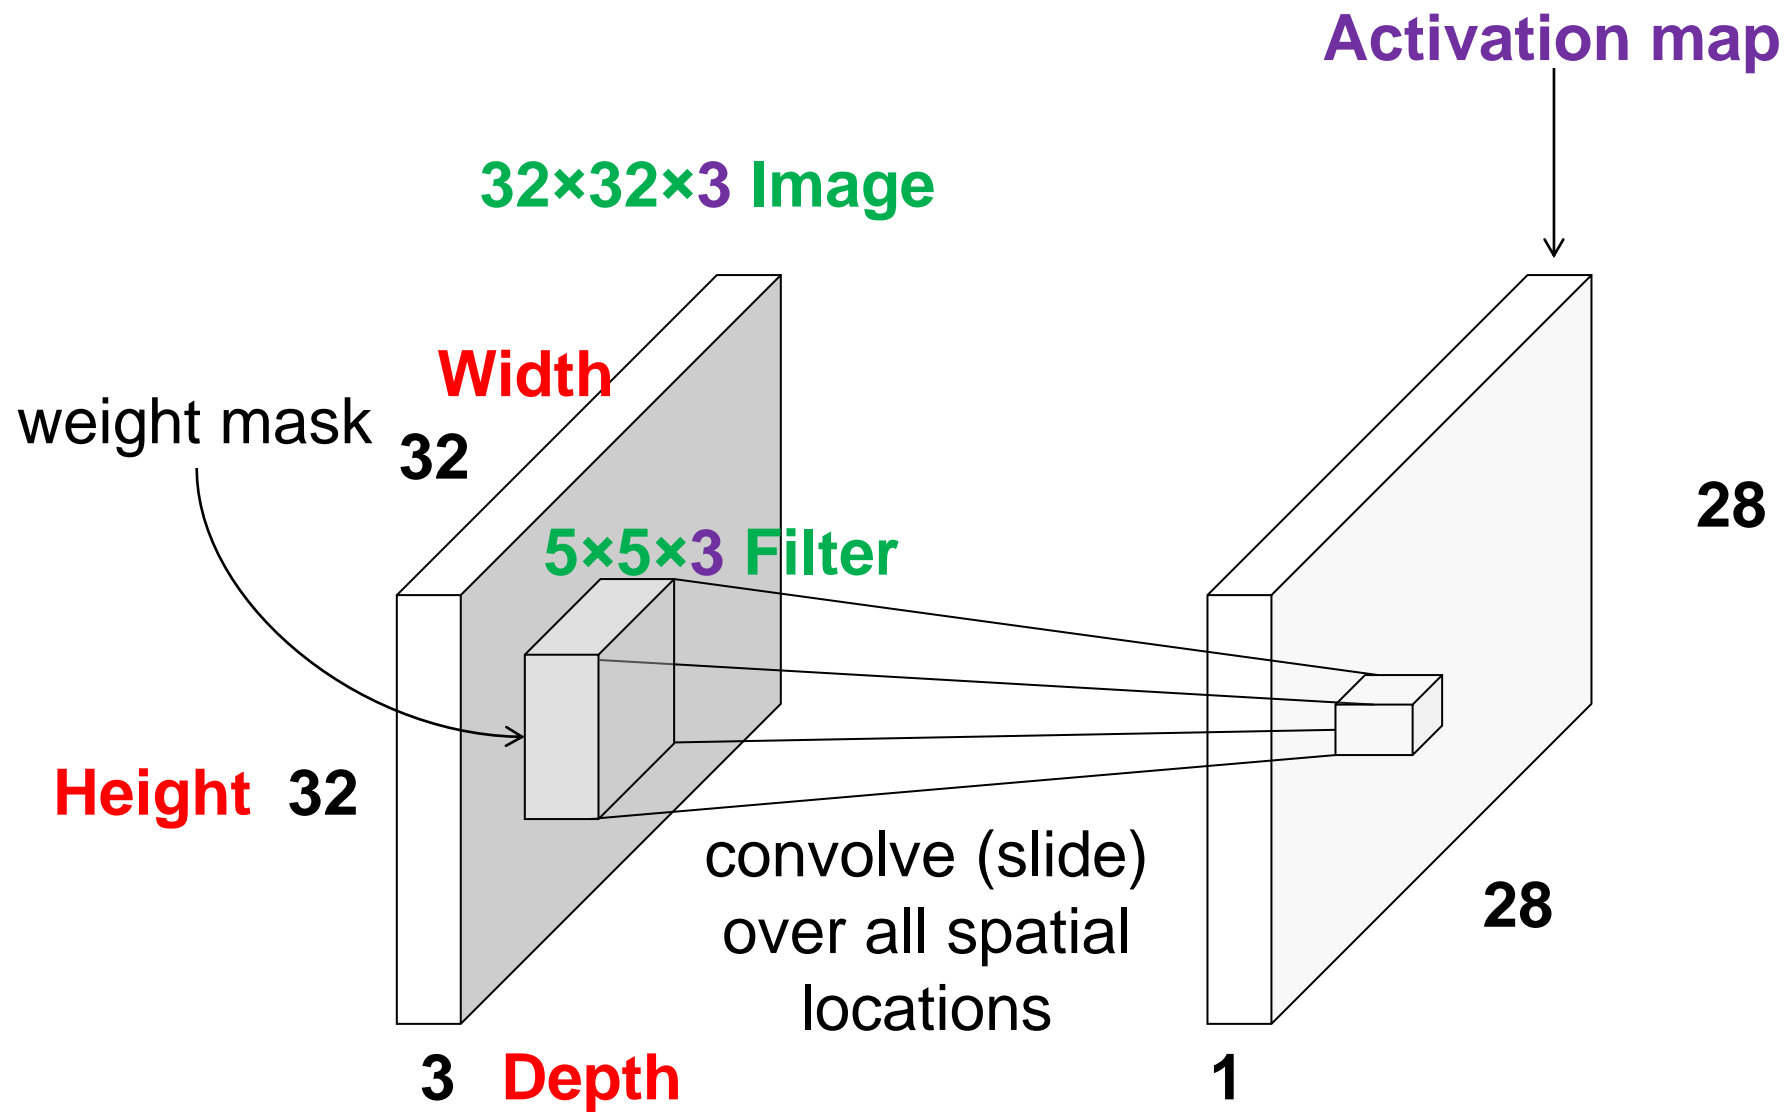 Activation map
32×32×3 Image
Width
weight mask
32
28
5×5×3 Filter
Height 32
convolve (slide)
over all spatial
locations
28
3 Depth
1